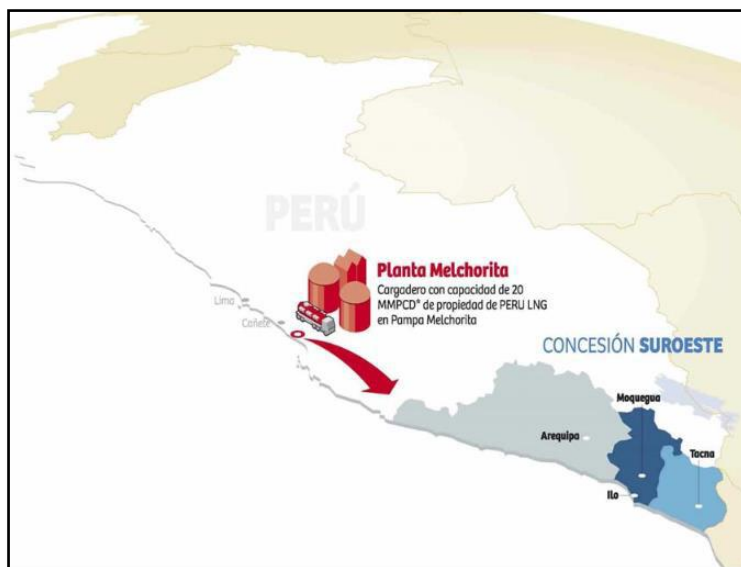 PERÚ
Planta Melchorita
Cargadero con capacidad de 20
MMPCD* de propiedad de PERU LNG
en Pampa Melchorita
Lima
Cañete
CONCESIÓN SUROESTE
Moquegua
Arequipa
Tacna
Ilo